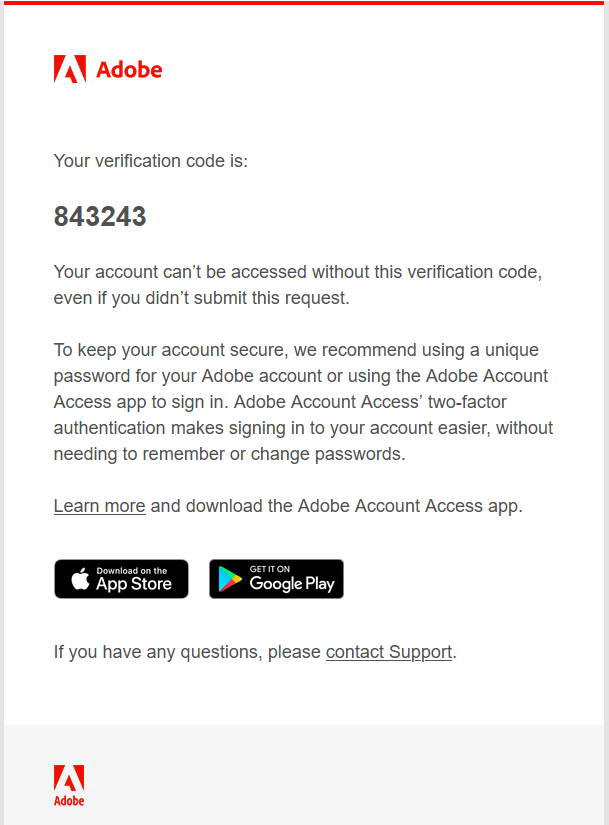 Adobe
Your verification code is:
843243
Your account can’t be accessed without this verification code,
even if you didn’t submit this request.
To keep your account secure, we recommend using a unique
password for your Adobe account or using the Adobe Account
Access app to sign in. Adobe Account Access’ two-factor
authentication makes signing in to your account easier, without
needing to remember or change passwords.
Learn more and download the Adobe Account Access app.
Download on the
App Store
GET IT ON
Google Play
If you have any questions, please contact Support.
Adobe